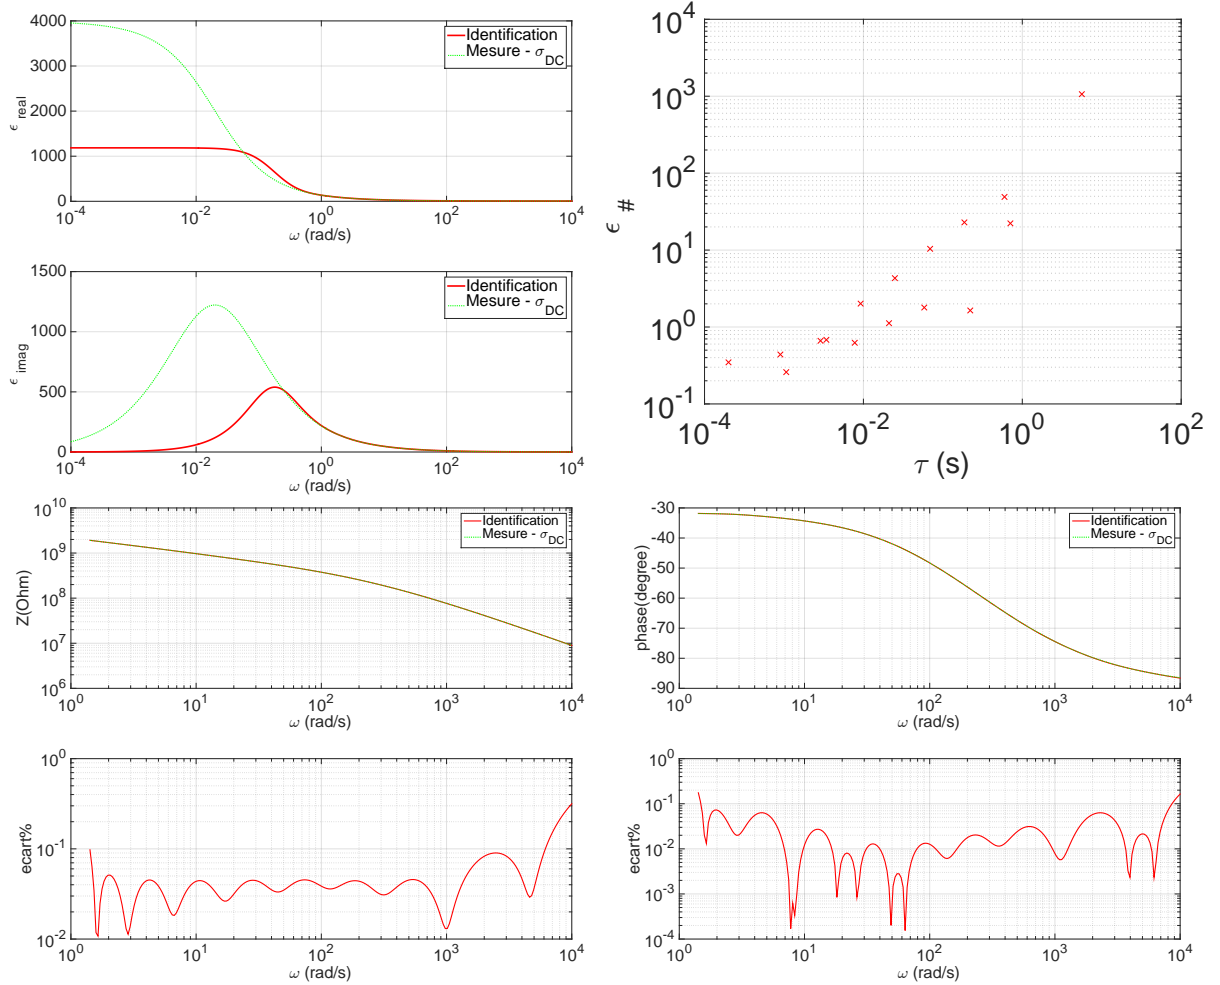 4000
3000
2000
1000
0
ϵ real
10^-4 10^-2 10^0 10^2 10^4
ω (rad/s)
Identification
Mesure - σ_DC
1500
1000
500
0
ϵ imag
10^-4 10^-2 10^0 10^2 10^4
ω (rad/s)
Identification
Mesure - σ_DC
10^4
10^3
10^2
10^1
10^0
10^-1
ϵ #
10^-4 10^-2 10^0 10^2
τ (s)
10^10
10^9
10^8
10^7
10^6
Z(Ohm)
10^0 10^1 10^2 10^3 10^4
ω (rad/s)
Identification
Mesure - σ_DC
-30
-40
-50
-60
-70
-80
-90
phase(degree)
10^0 10^1 10^2 10^3 10^4
ω (rad/s)
Identification
Mesure - σ_DC
10^0
10^-1
10^-2
ecart%
10^0 10^1 10^2 10^3 10^4
ω (rad/s)
10^0
10^-1
10^-2
10^-3
10^-4
ecart%
10^0 10^1 10^2 10^3 10^4
ω (rad/s)